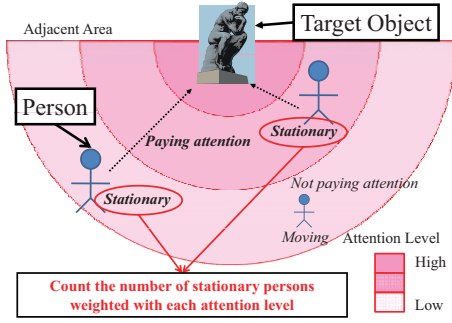 Adjacent Area
Target Object
Person
Paying attention
Stationary
Stationary
Not paying attention
Moving
Attention Level
High
Low
Count the number of stationary persons
weighted with each attention level